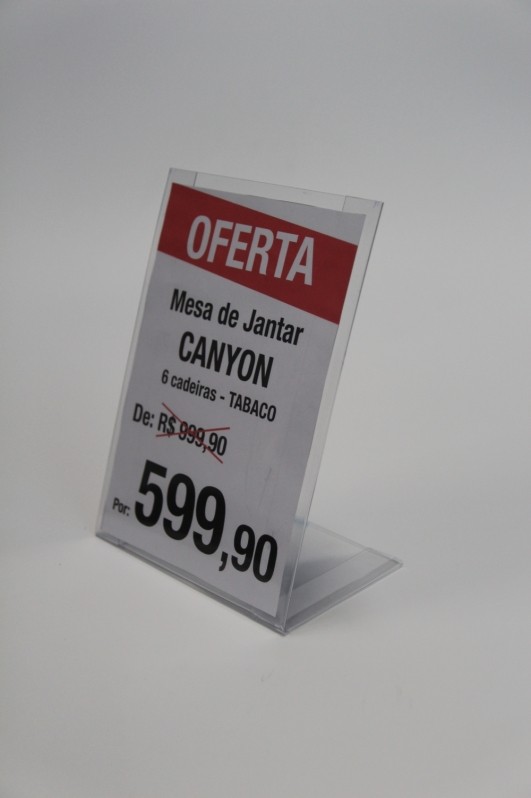 OFERTA
Mesa de Jantar
CANYON
6 cadeiras - TABACO
De: R$ 999,90
Por: 599,90